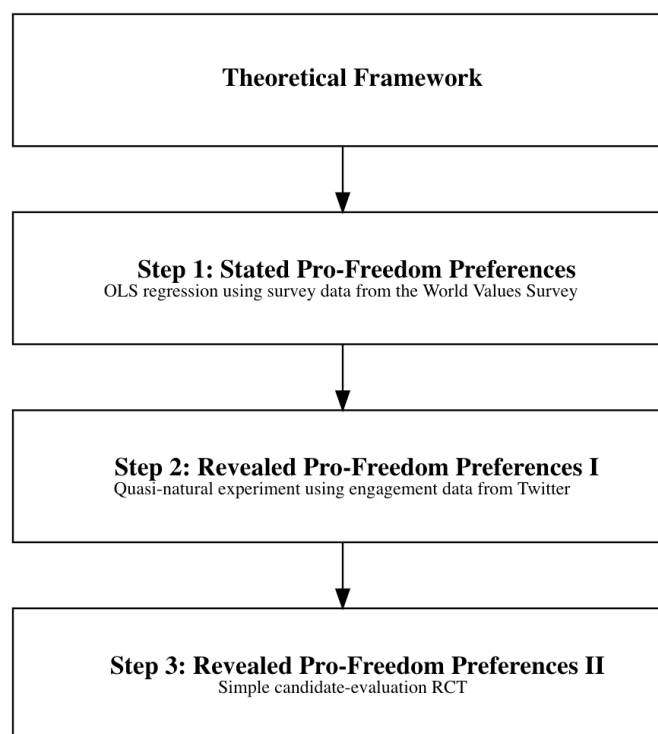 Theoretical Framework
Step 1: Stated Pro-Freedom Preferences
OLS regression using survey data from the World Values Survey
Step 2: Revealed Pro-Freedom Preferences I
Quasi-natural experiment using engagement data from Twitter
Step 3: Revealed Pro-Freedom Preferences II
Simple candidate-evaluation RCT